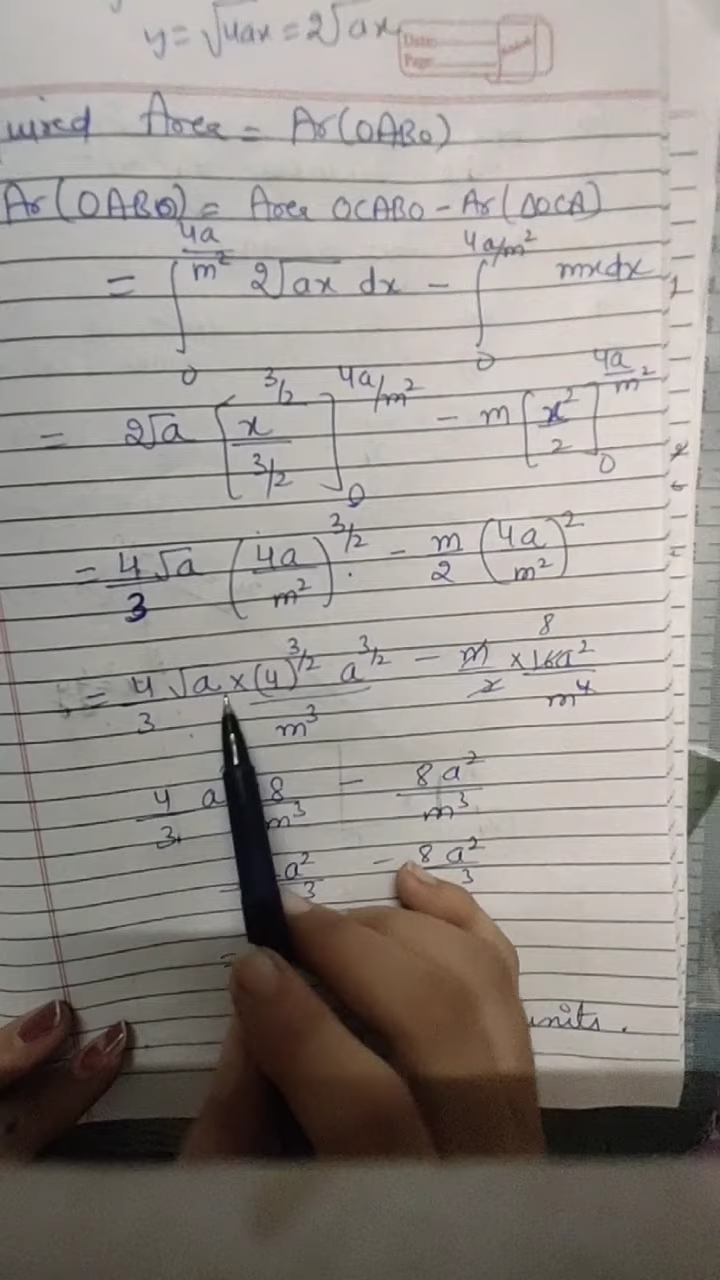 y = √4ax = 2√ax
Date:
Page:
Area = Ar(OABO)
Ar(OABO) = Area OCABO - Ar(ΔOCA)
= ∫₀^(4a/m²) 2√ax dx - ∫₀^(4a/m²) mx dx
= 2√a [x^(3/2) / (3/2)]₀^(4a/m²) - m [x²/2]₀^(4a/m²)
= 4/3 √a (4a/m²)^(3/2) - m/2 (4a/m²)²
= 4/3 √a × (4)^(3/2) a^(3/2) / m³ - m/2 × 16a²/m⁴ 8
4/3 a 8/m³ - 8a²/m³
a²/3 - 8a²/3
=
units.